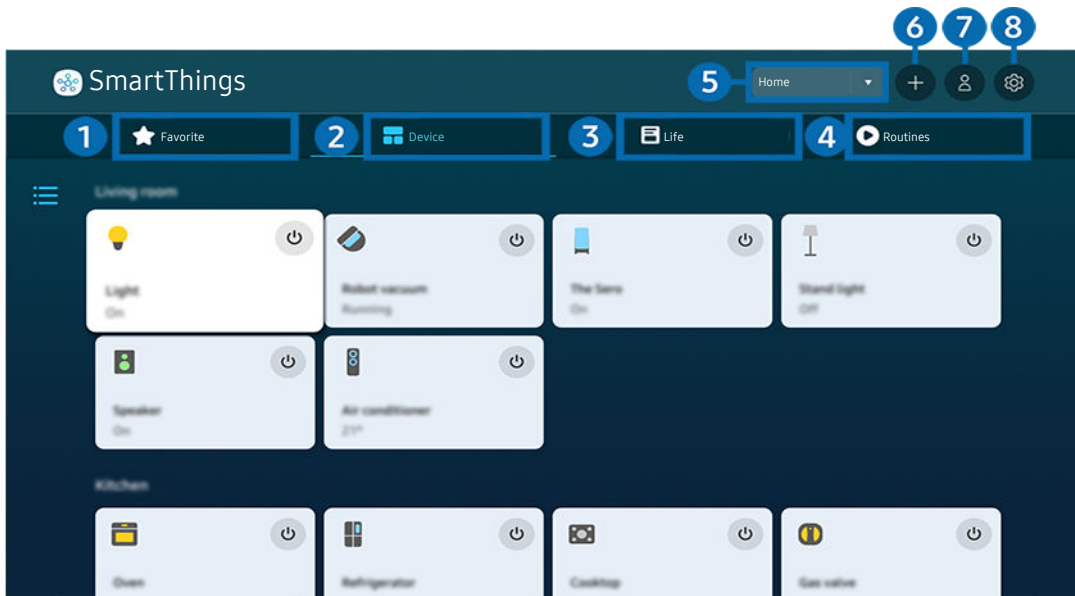 6 7 8
SmartThings
5 Home
1 Favorite 2 Device 3 Life 4 Routines
Living room
Light
On
Robot vacuum
Running
The Sero
On
Stand light
Off
Speaker
On
Air conditioner
21°
Kitchen
Oven
Refrigerator
Cooktop
Gas valve